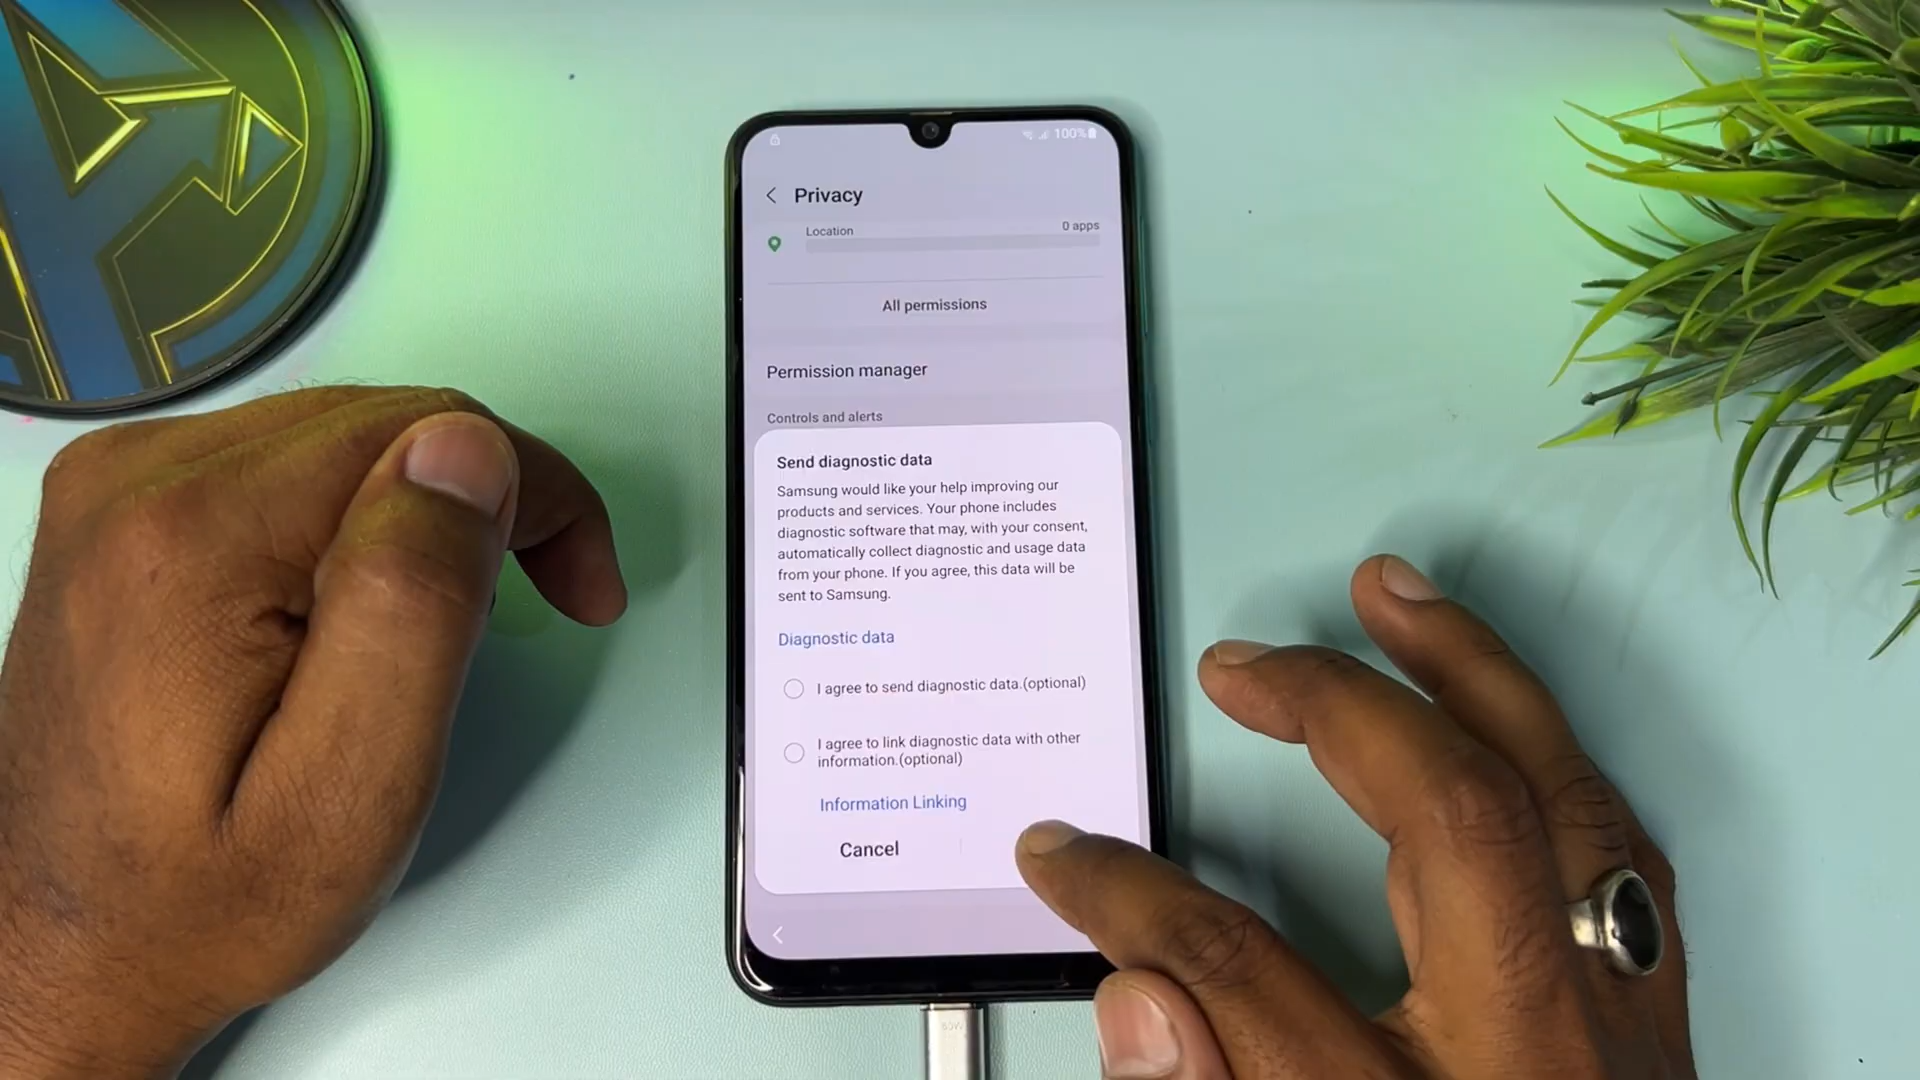 100%
Privacy
Location
0 apps
All permissions
Permission manager
Controls and alerts
Send diagnostic data
Samsung would like your help improving our
products and services. Your phone includes
diagnostic software that may, with your consent,
automatically collect diagnostic and usage data
from your phone. If you agree, this data will be
sent to Samsung.
Diagnostic data
I agree to send diagnostic data.(optional)
I agree to link diagnostic data with other
information.(optional)
Information Linking
Cancel